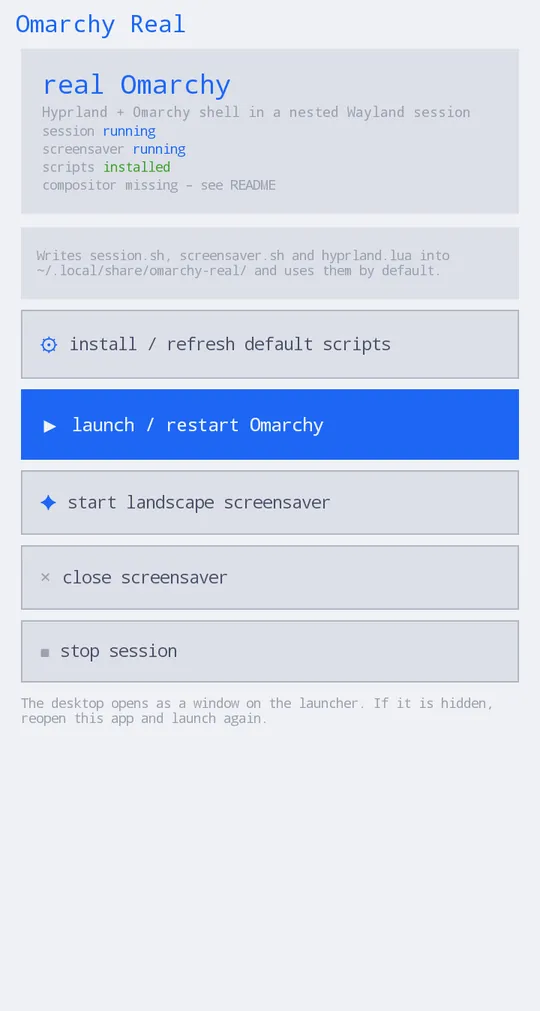 Omarchy Real
real Omarchy
Hyprland + Omarchy shell in a nested Wayland session
session running
screensaver running
scripts installed
compositor missing – see README
Writes session.sh, screensaver.sh and hyprland.lua into
~/.local/share/omarchy-real/ and uses them by default.
install / refresh default scripts
▶ launch / restart Omarchy
✦ start landscape screensaver
✕ close screensaver
■ stop session
The desktop opens as a window on the launcher. If it is hidden,
reopen this app and launch again.